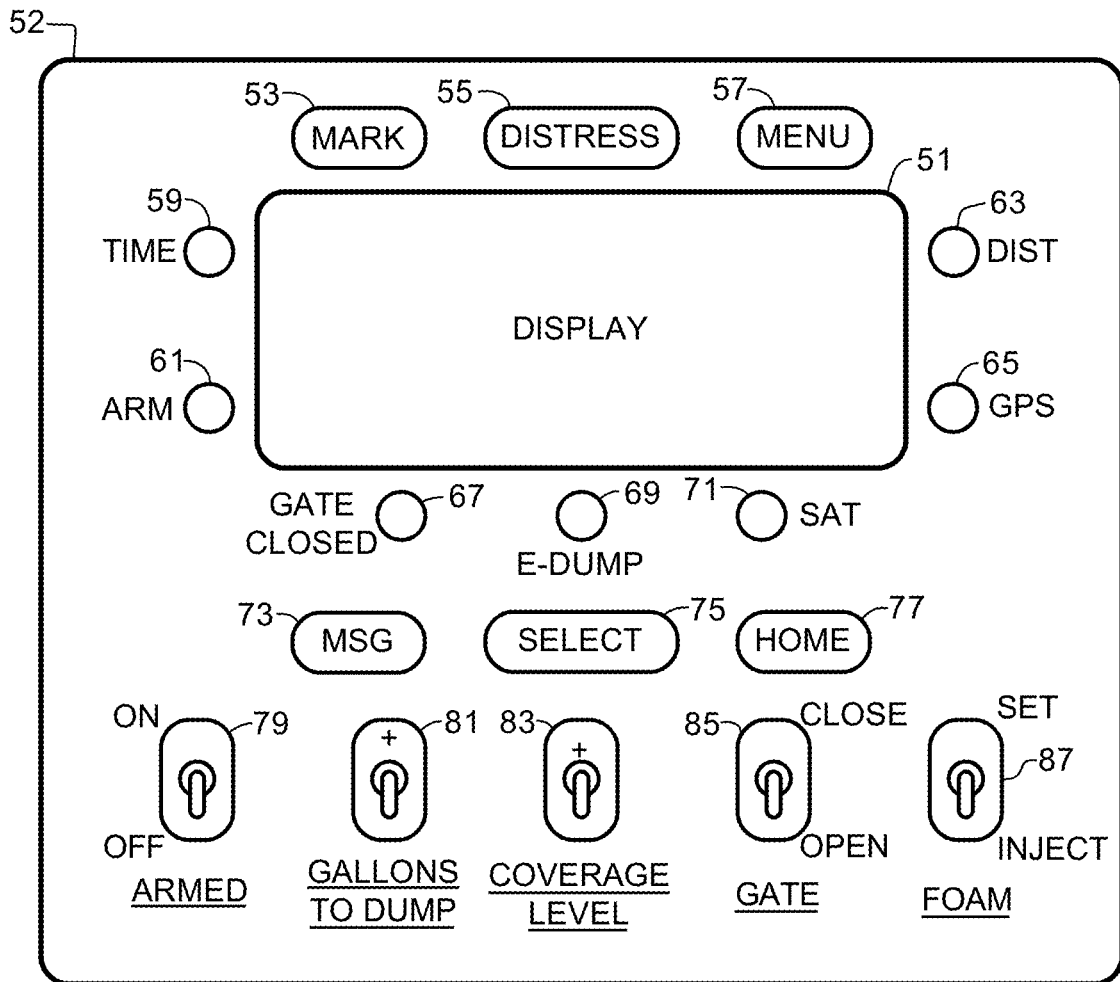 52
53 55 57
MARK DISTRESS MENU
51
59 63
TIME DIST
DISPLAY
61 65
ARM GPS
GATE CLOSED 67 69 71 SAT
E-DUMP
73 75 77
MSG SELECT HOME
ON 79 + 81 83 + 85 CLOSE SET
87
OFF OPEN INJECT
ARMED
GALLONS
TO DUMP
COVERAGE
LEVEL
GATE
FOAM